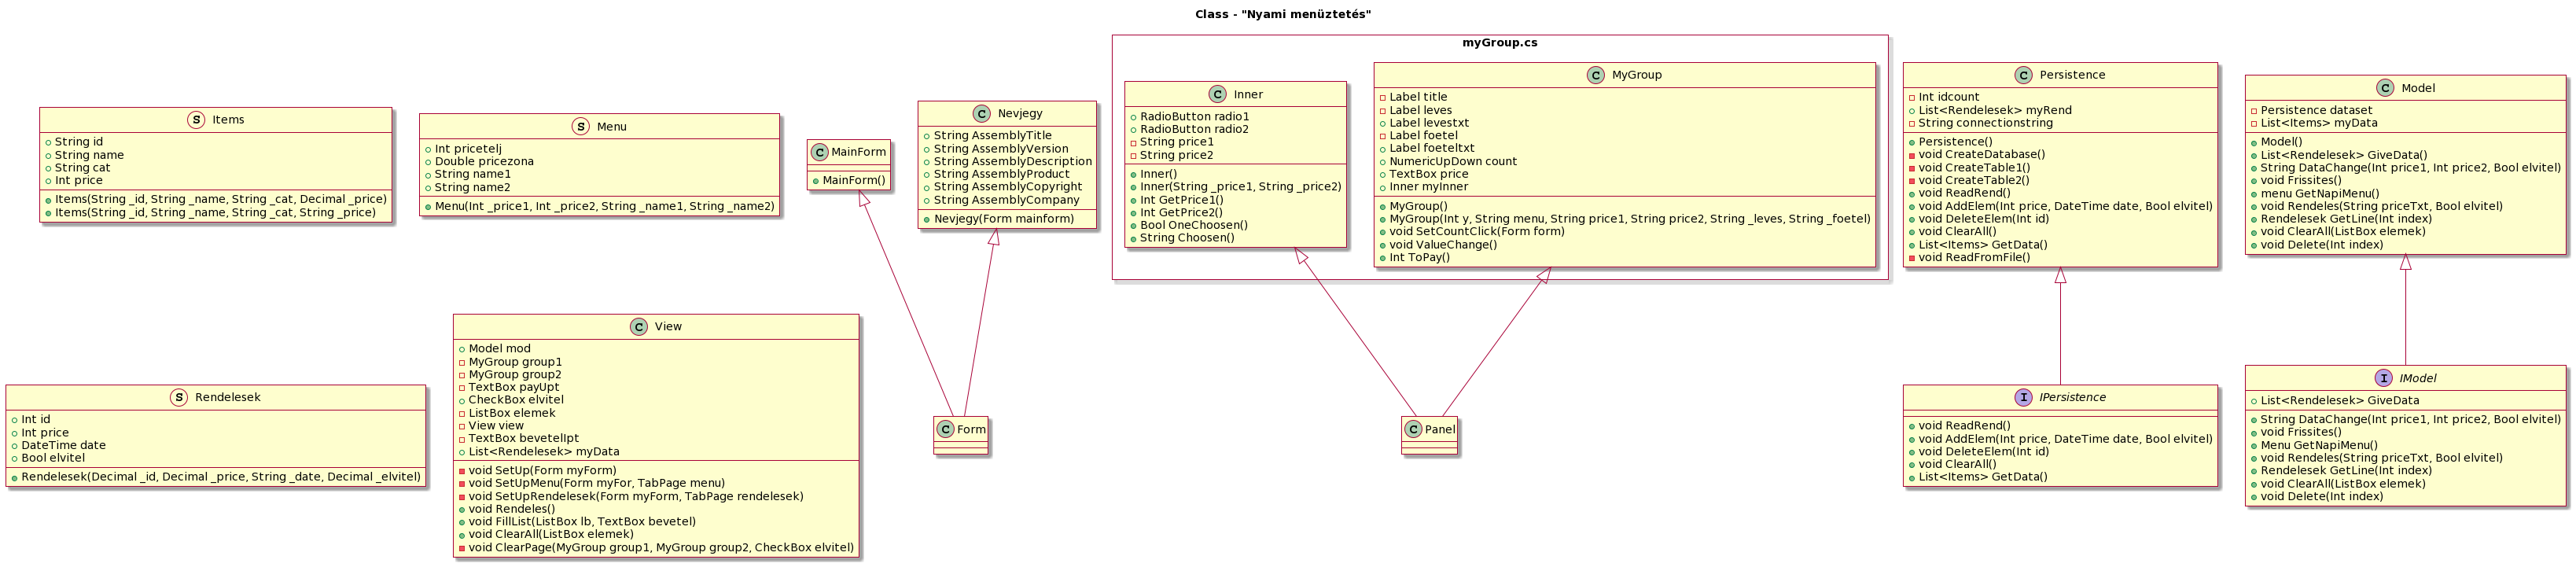 Class - "Nyami menüztetés"
S Items
String id
String name
String cat
Int price
Items(String _id, String _name, String _cat, Decimal _price)
Items(String _id, String _name, String _cat, String _price)
S Menu
Int pricetelj
Double pricezona
String name1
String name2
Menu(Int _price1, Int _price2, String _name1, String _name2)
C MainForm
MainForm()
C Nevjegy
String AssemblyTitle
String AssemblyVersion
String AssemblyDescription
String AssemblyProduct
String AssemblyCopyright
String AssemblyCompany
Nevjegy(Form mainform)
myGroup.cs
C Inner
RadioButton radio1
RadioButton radio2
String price1
String price2
Inner()
Inner(String _price1, String _price2)
Int GetPrice1()
Int GetPrice2()
Bool OneChoosen()
String Choosen()
C MyGroup
Label title
Label leves
Label levestxt
Label foetel
Label foeteltxt
NumericUpDown count
TextBox price
Inner myInner
MyGroup()
MyGroup(Int y, String menu, String price1, String price2, String _leves, String _foetel)
void SetCountClick(Form form)
void ValueChange()
Int ToPay()
C Persistence
Int idcount
List<Rendelesek> myRend
String connectionstring
Persistence()
void CreateDatabase()
void CreateTable1()
void CreateTable2()
void ReadRend()
void AddElem(Int price, DateTime date, Bool elvitel)
void DeleteElem(Int id)
void ClearAll()
List<Items> GetData()
void ReadFromFile()
C Model
Persistence dataset
List<Items> myData
Model()
List<Rendelesek> GiveData()
String DataChange(Int price1, Int price2, Bool elvitel)
void Frissites()
menu GetNapiMenu()
void Rendeles(String priceTxt, Bool elvitel)
Rendelesek GetLine(Int index)
void ClearAll(ListBox elemek)
void Delete(Int index)
S Rendelesek
Int id
Int price
DateTime date
Bool elvitel
Rendelesek(Decimal _id, Decimal _price, String _date, Decimal _elvitel)
C View
Model mod
MyGroup group1
MyGroup group2
TextBox payUpt
CheckBox elvitel
ListBox elemek
View view
TextBox bevetelIpt
List<Rendelesek> myData
void SetUp(Form myForm)
void SetUpMenu(Form myFor, TabPage menu)
void SetUpRendelesek(Form myForm, TabPage rendelesek)
void Rendeles()
void FillList(ListBox lb, TextBox bevetel)
void ClearAll(ListBox elemek)
void ClearPage(MyGroup group1, MyGroup group2, CheckBox elvitel)
C Form
C Panel
I IPersistence
void ReadRend()
void AddElem(Int price, DateTime date, Bool elvitel)
void DeleteElem(Int id)
void ClearAll()
List<Items> GetData()
I IModel
List<Rendelesek> GiveData
String DataChange(Int price1, Int price2, Bool elvitel)
void Frissites()
Menu GetNapiMenu()
void Rendeles(String priceTxt, Bool elvitel)
Rendelesek GetLine(Int index)
void ClearAll(ListBox elemek)
void Delete(Int index)